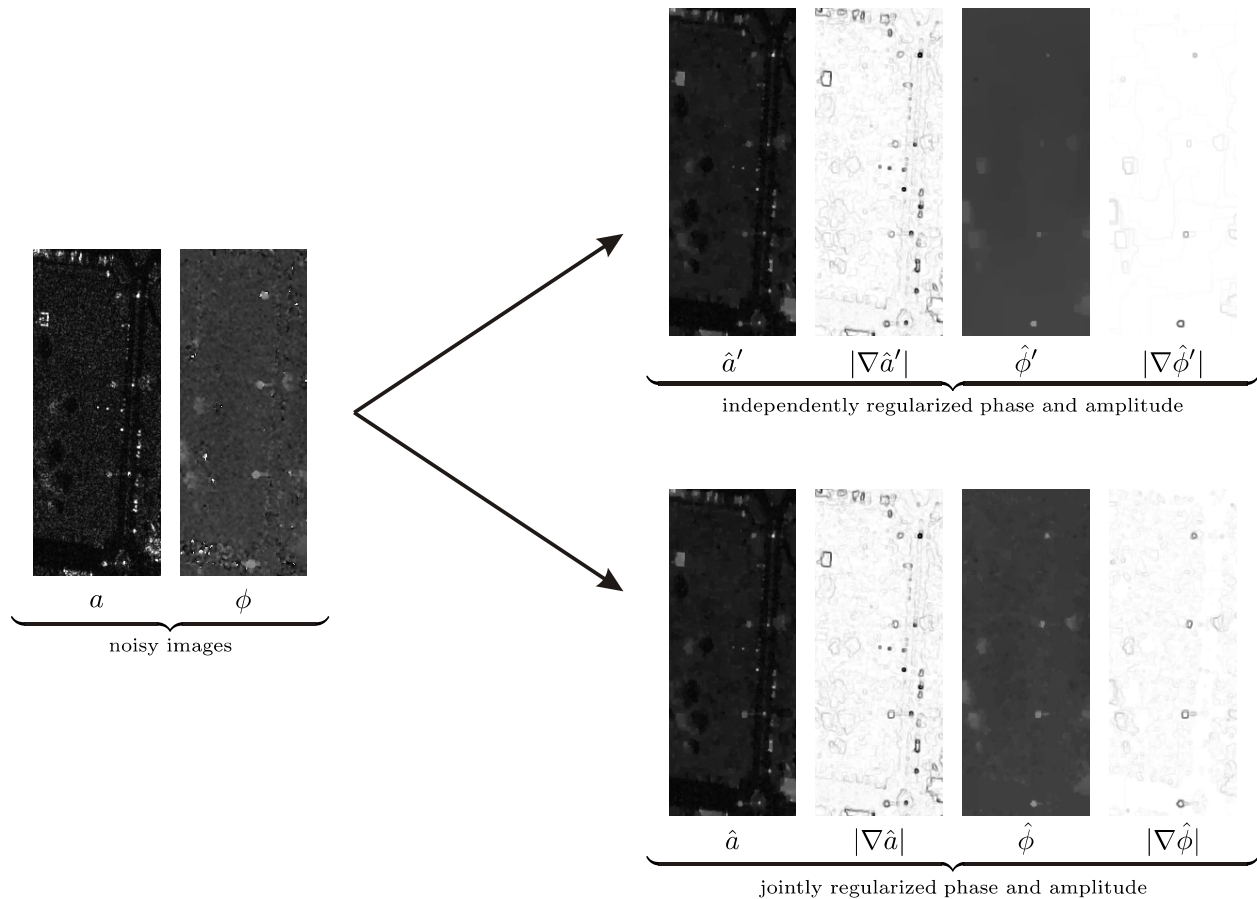 a ϕ
noisy images
â′ |∇â′| ϕ̂′ |∇ϕ̂′|
independently regularized phase and amplitude
â |∇â| ϕ̂ |∇ϕ̂|
jointly regularized phase and amplitude